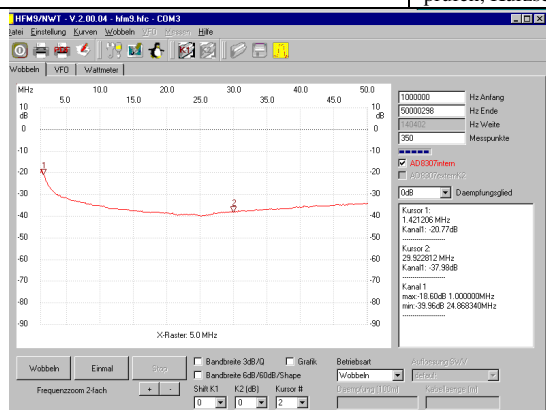 HFM9/NWT - V.2.00.04 - hfm9.hfc - COM3
Datei Einstellung Kurven Wobbeln VFO Messen Hilfe
Wobbeln VFO Wattmeter
MHz 10.0 20.0 30.0 40.0 50.0
5.0 15.0 25.0 35.0 45.0
10 10
dB dB
0 0
-10 -10
-20 -20
-30 -30
-40 -40
-50 -50
-60 -60
-70 -70
-80 -80
-90 -90
1
2
X-Raster: 5.0 MHz
1000000 Hz Anfang
50000298 Hz Ende
140402 Hz Weite
350 Messpunkte
AD8307intern
AD8307externK2
0dB Daempfungsglied
Kursor 1:
1.421206 MHz
Kanal1: -20.77dB
--------------------
Kursor 2:
29.922812 MHz
Kanal1: -37.98dB
--------------------
Kanal 1
max:-18.60dB 1.000000MHz
min:-39.96dB 24.868340MHz
--------------------
Wobbeln Einmal Stop
Frequenzzoom 2-fach + -
Bandbreite 3dB/Q Grafik
Bandbreite 6dB/60dB/Shape
Shift K1 K2 (dB) Kursor #
0 0 2
Betriebsart
Wobbeln
Aufloesung SWV
default
Daempfung (100m)
Kabellaenge (m)